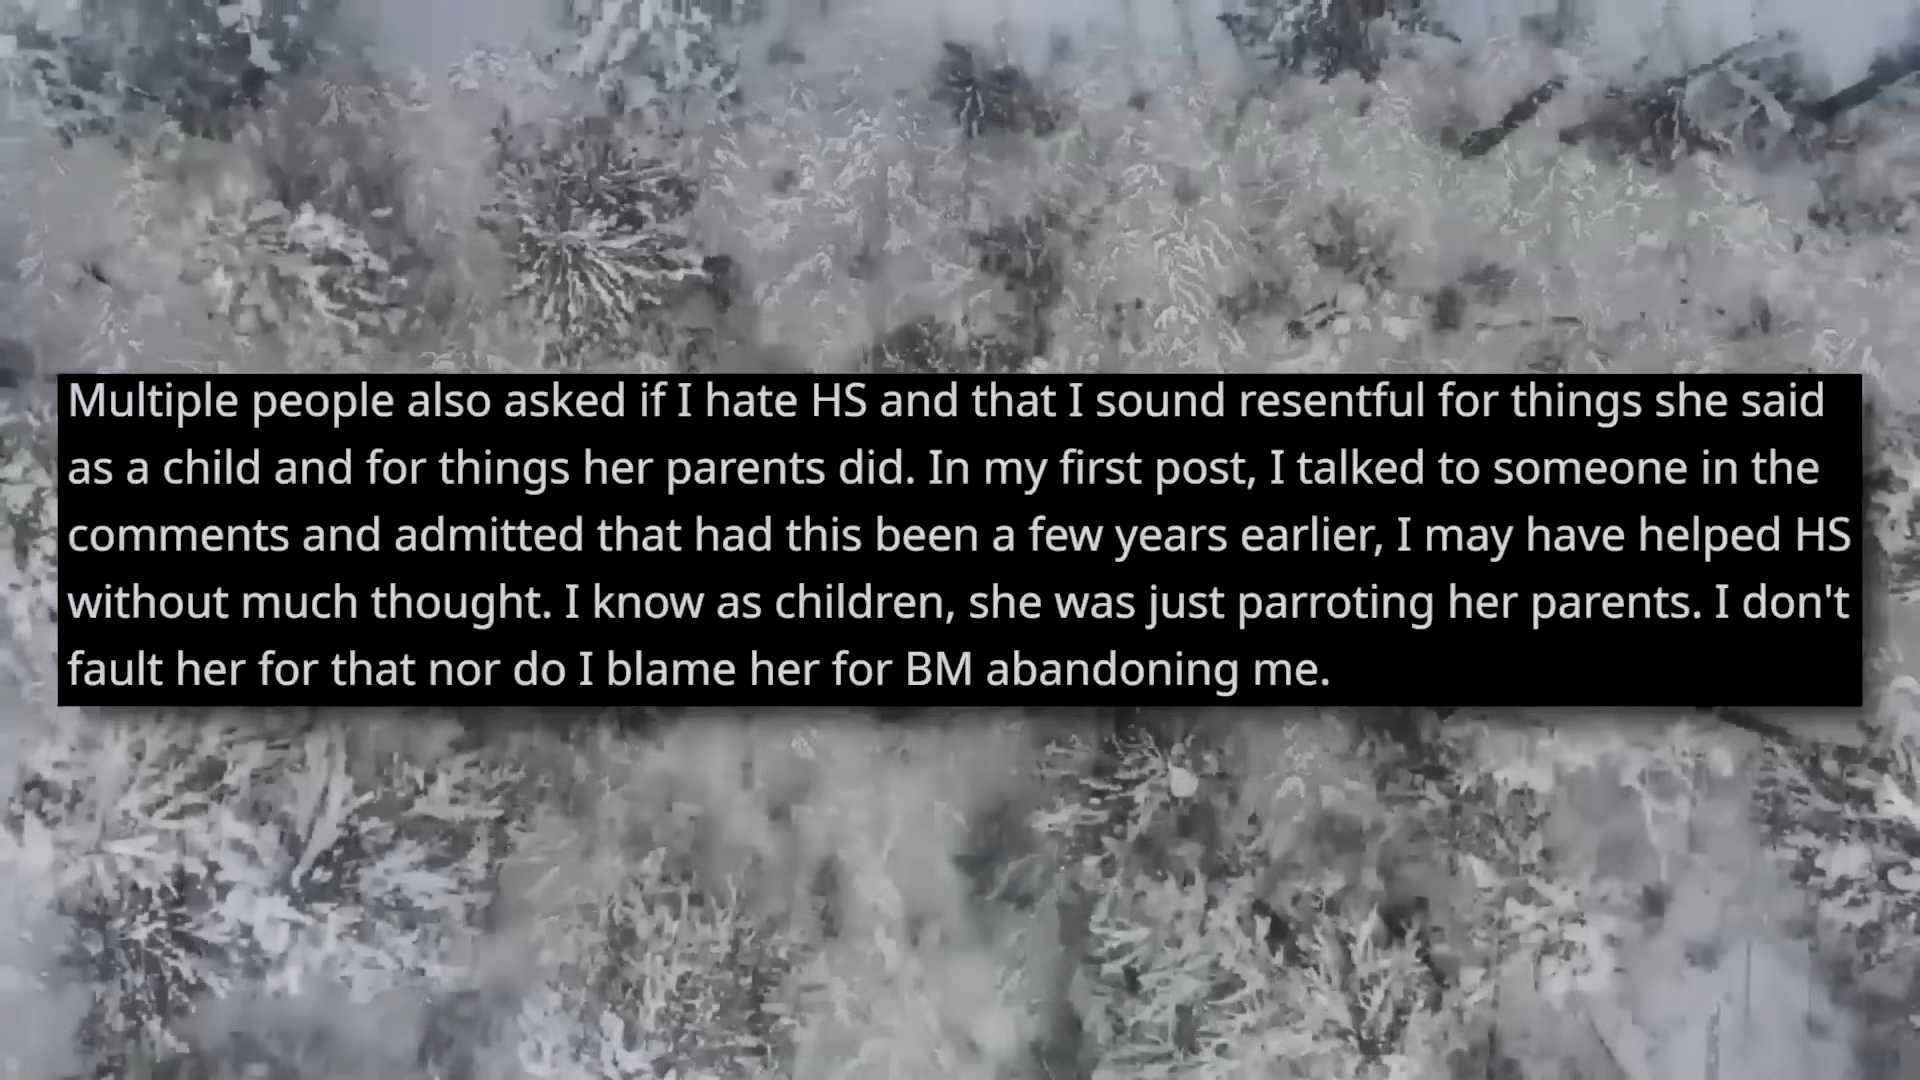 Multiple people also asked if I hate HS and that I sound resentful for things she said
as a child and for things her parents did. In my first post, I talked to someone in the
comments and admitted that had this been a few years earlier, I may have helped HS
without much thought. I know as children, she was just parroting her parents. I don't
fault her for that nor do I blame her for BM abandoning me.